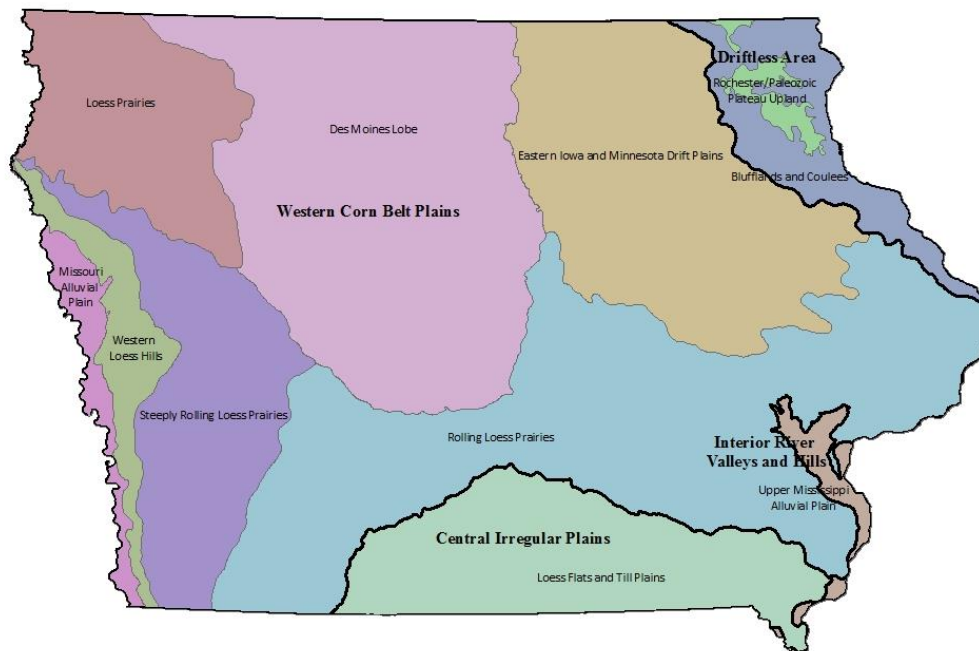 Driftless Area
Rochester/Paleozoic
Plateau Upland
Loess Prairies
Des Moines Lobe
Eastern Iowa and Minnesota Drift Plains
Blufflands and Coulees
Western Corn Belt Plains
Missouri
Alluvial
Plain
Western
Loess Hills
Steeply Rolling Loess Prairies
Rolling Loess Prairies
Interior River
Valleys and Hills
Upper Mississippi
Alluvial Plain
Central Irregular Plains
Loess Flats and Till Plains